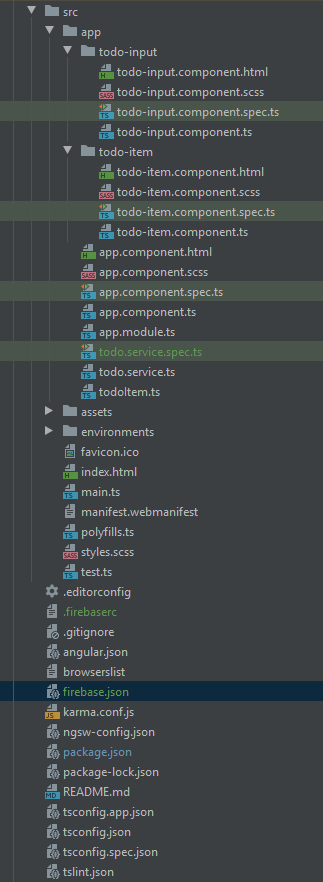 src
app
todo-input
todo-input.component.html
todo-input.component.scss
todo-input.component.spec.ts
todo-input.component.ts
todo-item
todo-item.component.html
todo-item.component.scss
todo-item.component.spec.ts
todo-item.component.ts
app.component.html
app.component.scss
app.component.spec.ts
app.component.ts
app.module.ts
todo.service.spec.ts
todo.service.ts
todoItem.ts
assets
environments
favicon.ico
index.html
main.ts
manifest.webmanifest
polyfills.ts
styles.scss
test.ts
.editorconfig
.firebaserc
.gitignore
angular.json
browserslist
firebase.json
karma.conf.js
ngsw-config.json
package.json
package-lock.json
README.md
tsconfig.app.json
tsconfig.json
tsconfig.spec.json
tslint.json